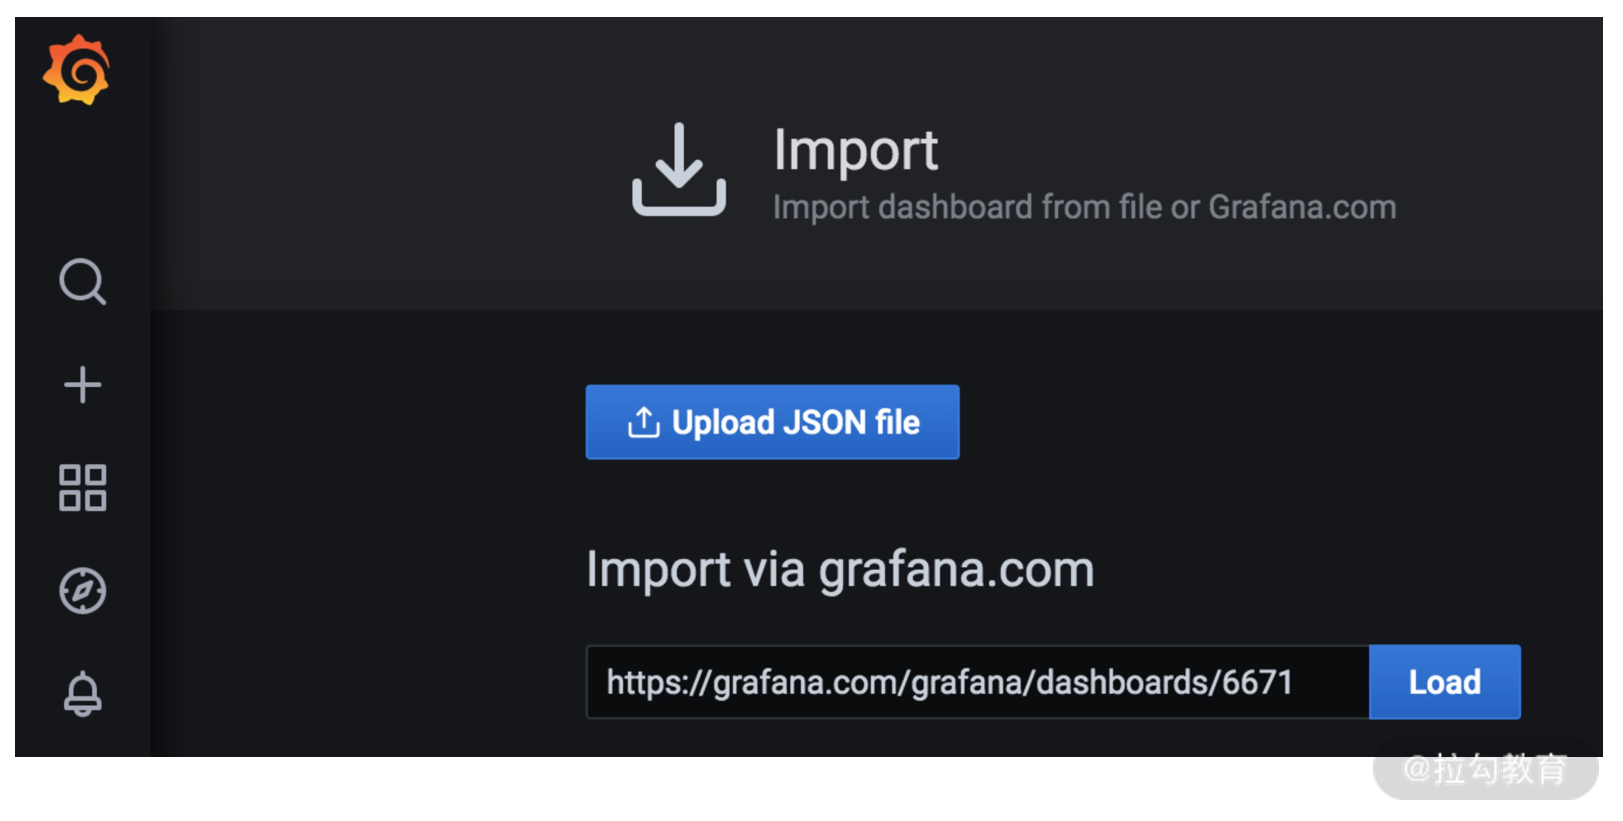 Import
Import dashboard from file or Grafana.com
Upload JSON file
Import via grafana.com
https://grafana.com/grafana/dashboards/6671
Load
@拉勾教育